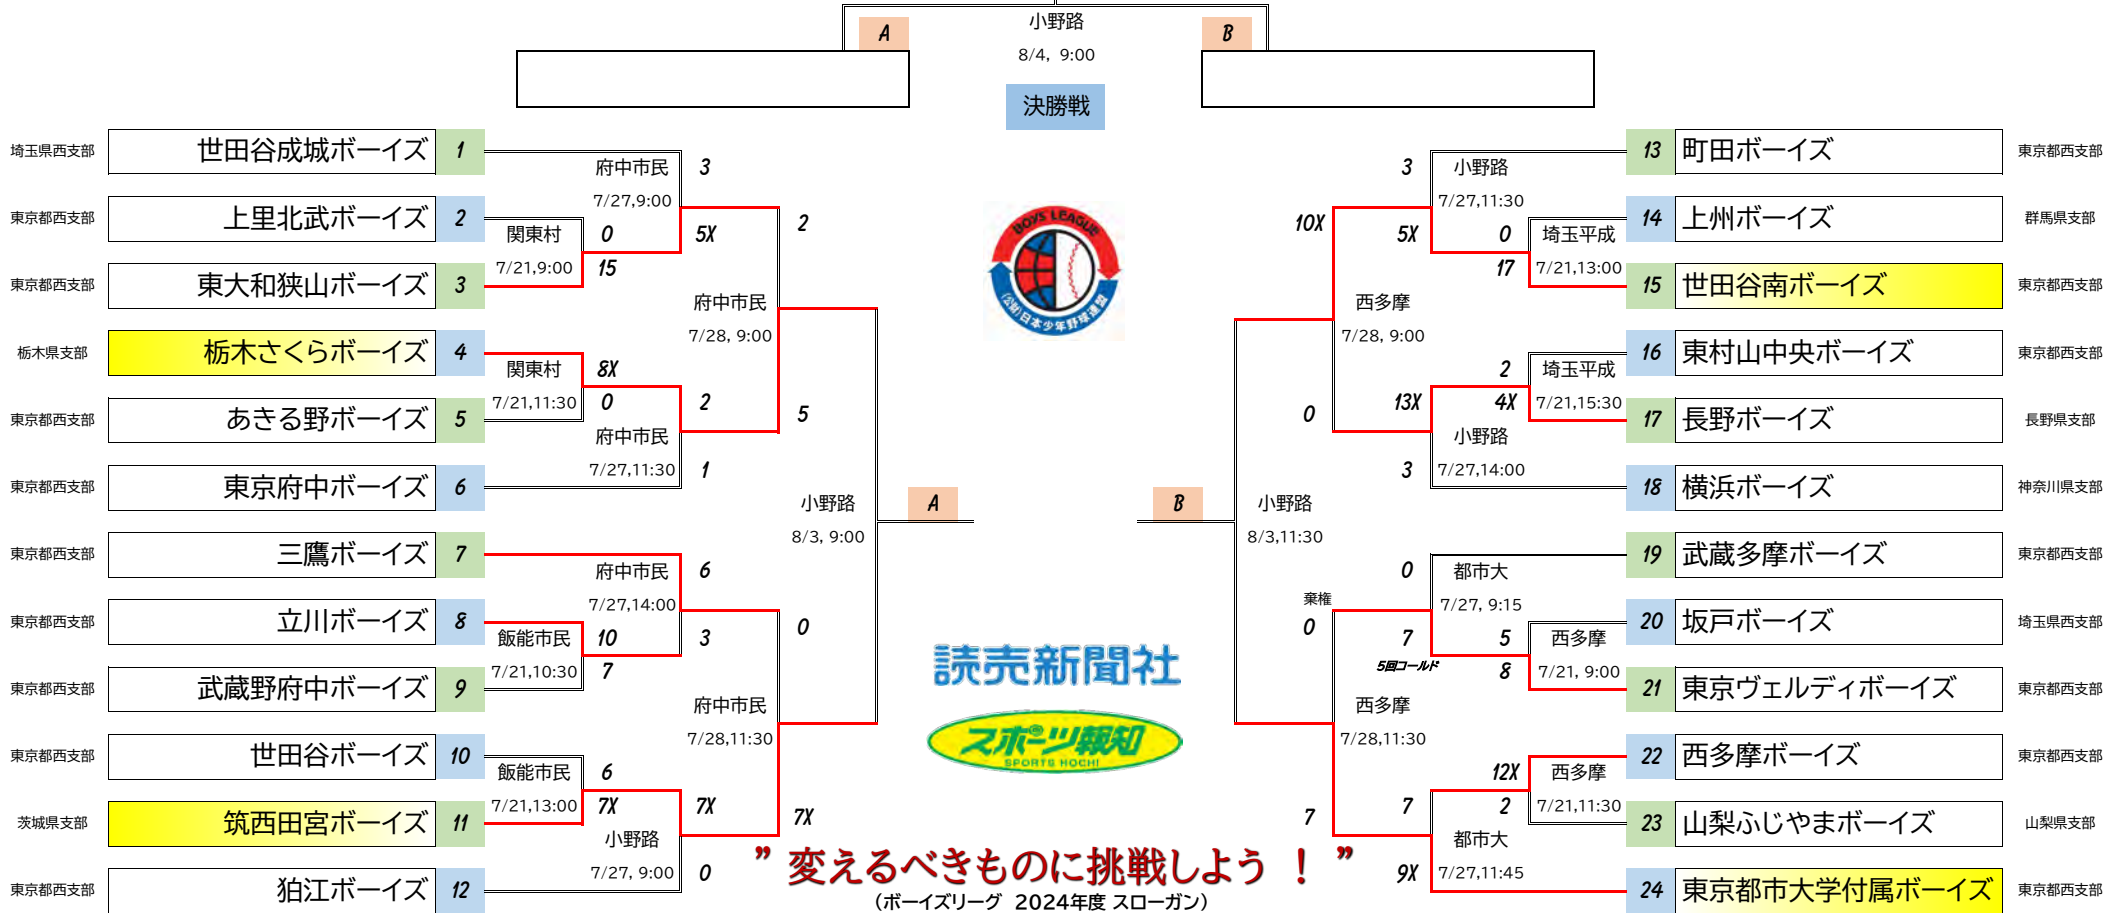 A
小野路
B
8/4, 9:00
決勝戦
埼玉県西支部 世田谷成城ボーイズ 1
府中市民 3
7/27,9:00
東京都西支部 上里北武ボーイズ 2
2
関東村 0
5X
7/21,9:00 15
東京都西支部 東大和狭山ボーイズ 3
府中市民
7/28, 9:00
栃木県支部 栃木さくらボーイズ 4
関東村 8X
7/21,11:30 0
2
5
東京都西支部 あきる野ボーイズ 5
府中市民
7/27,11:30 1
東京都西支部 東京府中ボーイズ 6
小野路
A
8/3, 9:00
東京都西支部 三鷹ボーイズ 7
府中市民 6
7/27,14:00
東京都西支部 立川ボーイズ 8
0
飯能市民 10
3
7/21,10:30 7
東京都西支部 武蔵野府中ボーイズ 9
府中市民
7/28,11:30
東京都西支部 世田谷ボーイズ 10
飯能市民 6
7/21,13:00 7X
7X
7X
茨城県支部 筑西田宮ボーイズ 11
小野路
7/27, 9:00 0
東京都西支部 狛江ボーイズ 12
BOYS LEAGUE
(公財)日本少年野球連盟
読売新聞社
スポーツ報知
SPORTS HOCHI
” 変えるべきものに挑戦しよう ！ ”
(ボーイズリーグ 2024年度 スローガン)
13 町田ボーイズ 東京都西支部
3 小野路
7/27,11:30
14 上州ボーイズ 群馬県支部
10X
5X
0 埼玉平成
17 7/21,13:00
15 世田谷南ボーイズ 東京都西支部
西多摩
7/28, 9:00
16 東村山中央ボーイズ 東京都西支部
2 埼玉平成
4X 7/21,15:30
13X
0
17 長野ボーイズ 長野県支部
小野路
3 7/27,14:00
18 横浜ボーイズ 神奈川県支部
B
小野路
8/3,11:30
19 武蔵多摩ボーイズ 東京都西支部
0 都市大
7/27, 9:15
棄権
0
20 坂戸ボーイズ 埼玉県西支部
7
5 西多摩
5回コールド
8 7/21, 9:00
21 東京ヴェルディボーイズ 東京都西支部
西多摩
7/28,11:30
22 西多摩ボーイズ 東京都西支部
12X 西多摩
2 7/21,11:30
7
7
23 山梨ふじやまボーイズ 山梨県支部
都市大
9X 7/27,11:45
24 東京都市大学付属ボーイズ 東京都西支部